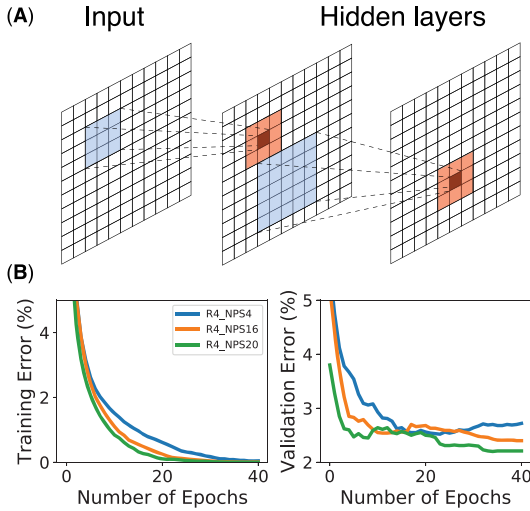 (A)
Input
Hidden layers
(B)
Training Error (%)
4
2
0
R4_NPS4
R4_NPS16
R4_NPS20
0
20
40
Number of Epochs
Validation Error (%)
5
4
3
2
0
20
40
Number of Epochs